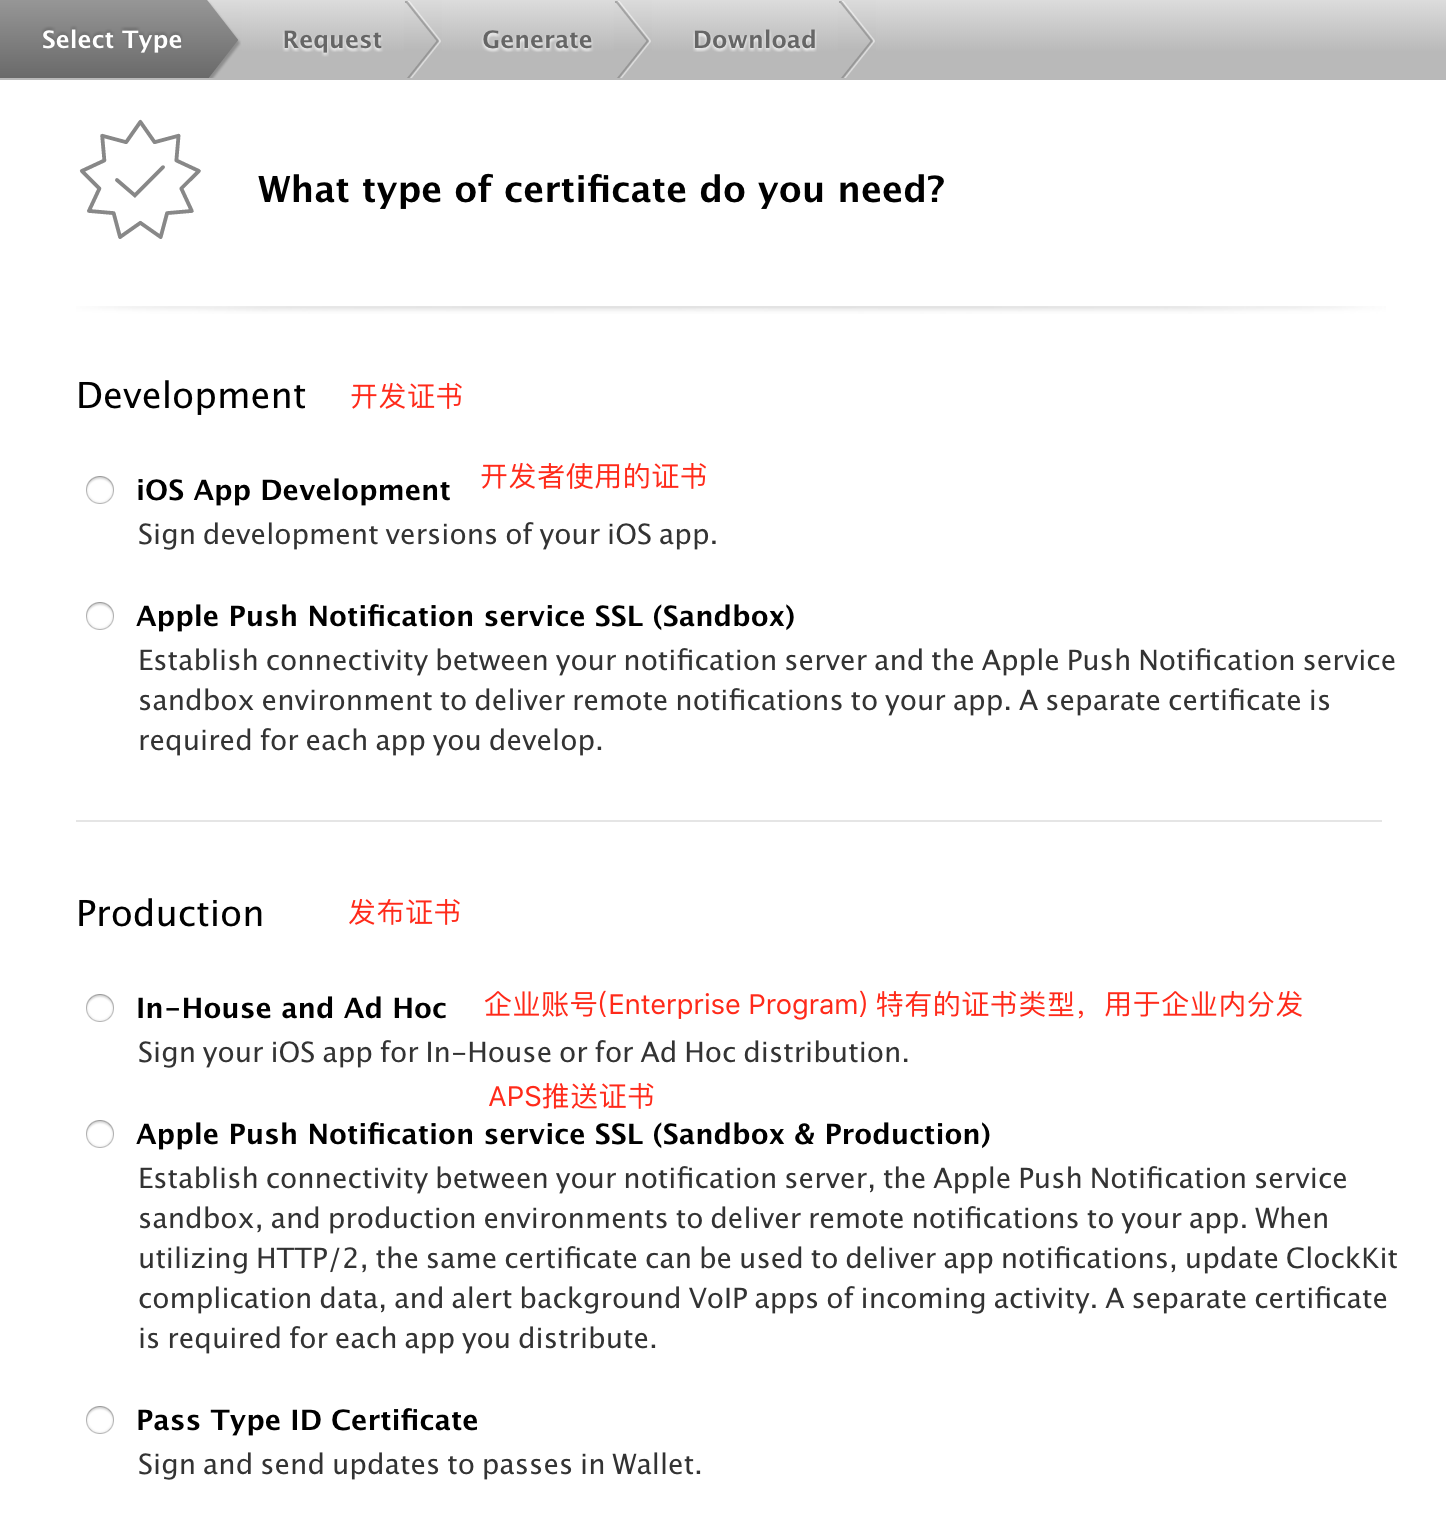 Select Type Request Generate Download
What type of certificate do you need?
Development 开发证书
iOS App Development 开发者使用的证书
Sign development versions of your iOS app.
Apple Push Notification service SSL (Sandbox)
Establish connectivity between your notification server and the Apple Push Notification service
sandbox environment to deliver remote notifications to your app. A separate certificate is
required for each app you develop.
Production 发布证书
In-House and Ad Hoc 企业账号(Enterprise Program) 特有的证书类型，用于企业内分发
Sign your iOS app for In-House or for Ad Hoc distribution.
APS推送证书
Apple Push Notification service SSL (Sandbox & Production)
Establish connectivity between your notification server, the Apple Push Notification service
sandbox, and production environments to deliver remote notifications to your app. When
utilizing HTTP/2, the same certificate can be used to deliver app notifications, update ClockKit
complication data, and alert background VoIP apps of incoming activity. A separate certificate
is required for each app you distribute.
Pass Type ID Certificate
Sign and send updates to passes in Wallet.